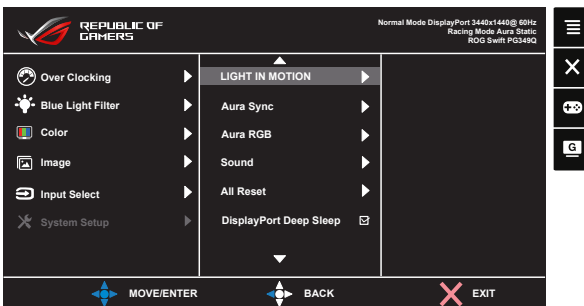 REPUBLIC OF
GAMERS
Normal Mode DisplayPort 3440x1440@ 60Hz
Racing Mode Aura Static
ROG Swift PG349Q
Over Clocking
Blue Light Filter
Color
Image
Input Select
System Setup
LIGHT IN MOTION
Aura Sync
Aura RGB
Sound
All Reset
DisplayPort Deep Sleep
G
MOVE/ENTER
BACK
EXIT